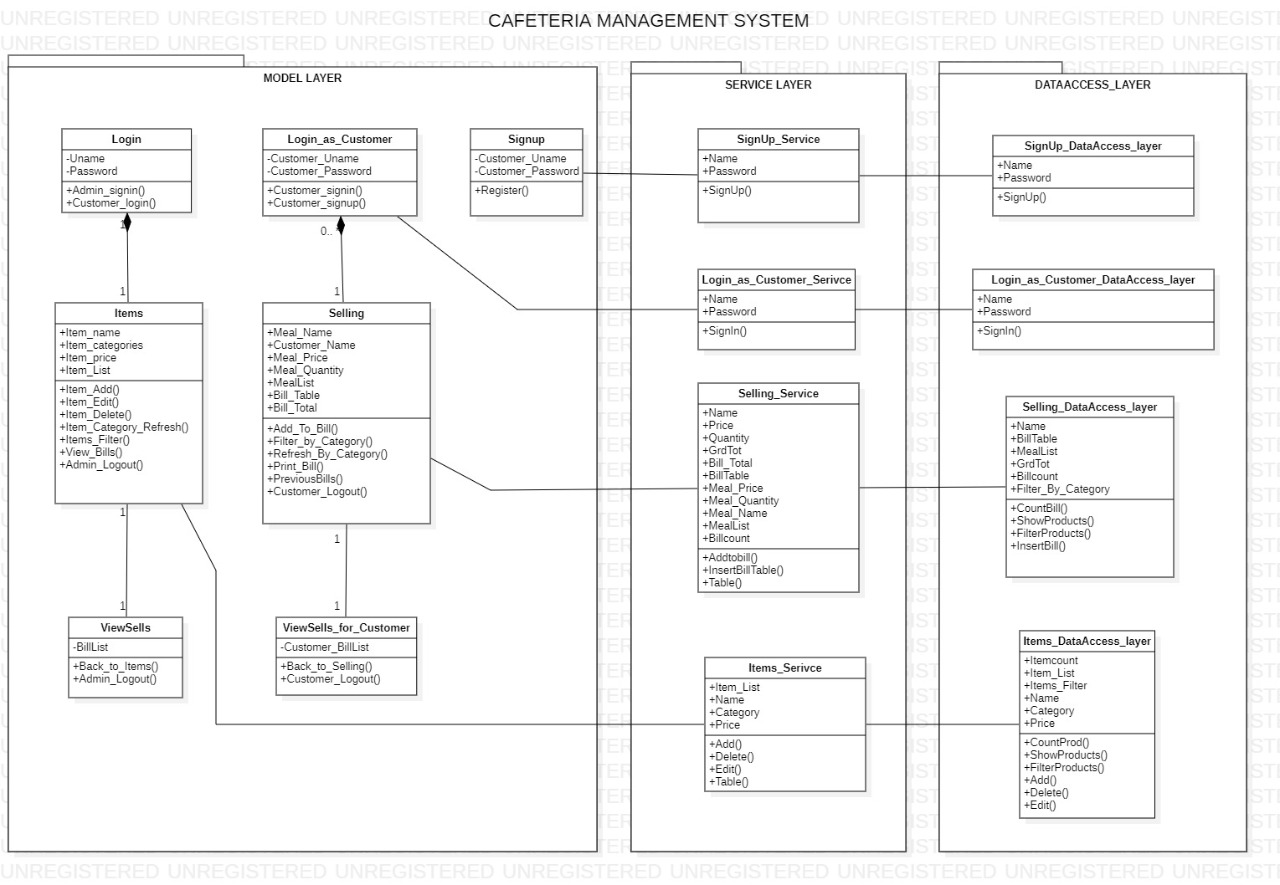 CAFETERIA MANAGEMENT SYSTEM
MODEL LAYER
Login
-Uname
-Password
+Admin_signin()
+Customer_login()
1
1
Login_as_Customer
-Customer_Uname
-Customer_Password
+Customer_signin()
+Customer_signup()
0..*
1
Signup
-Customer_Uname
-Customer_Password
+Register()
Items
+Item_name
+Item_categories
+Item_price
+Item_List
+Item_Add()
+Item_Edit()
+Item_Delete()
+Item_Category_Refresh()
+Items_Filter()
+View_Bills()
+Admin_Logout()
1
1
Selling
+Meal_Name
+Customer_Name
+Meal_Price
+Meal_Quantity
+MealList
+Bill_Table
+Bill_Total
+Add_To_Bill()
+Filter_by_Category()
+Refresh_By_Category()
+Print_Bill()
+PreviousBills()
+Customer_Logout()
1
1
ViewSells
-BillList
+Back_to_Items()
+Admin_Logout()
ViewSells_for_Customer
-Customer_BillList
+Back_to_Selling()
+Customer_Logout()
SERVICE LAYER
SignUp_Service
+Name
+Password
+SignUp()
Login_as_Customer_Serivce
+Name
+Password
+SignIn()
Selling_Service
+Name
+Price
+Quantity
+GrdTot
+Bill_Total
+BillTable
+Meal_Price
+Meal_Quantity
+Meal_Name
+MealList
+Billcount
+Addtobill()
+InsertBillTable()
+Table()
Items_Serivce
+Item_List
+Name
+Category
+Price
+Add()
+Delete()
+Edit()
+Table()
DATAACCESS_LAYER
SignUp_DataAccess_layer
+Name
+Password
+SignUp()
Login_as_Customer_DataAccess_layer
+Name
+Password
+SignIn()
Selling_DataAccess_layer
+Name
+BillTable
+MealList
+GrdTot
+Billcount
+Filter_By_Category
+CountBill()
+ShowProducts()
+FilterProducts()
+InsertBill()
Items_DataAccess_layer
+Itemcount
+Item_List
+Items_Filter
+Name
+Category
+Price
+CountProd()
+ShowProducts()
+FilterProducts()
+Add()
+Delete()
+Edit()
UNREGISTERED UNREGISTERED UNREGISTERED UNREGISTERED UNREGISTERED UNREGISTERED UNREGISTERED